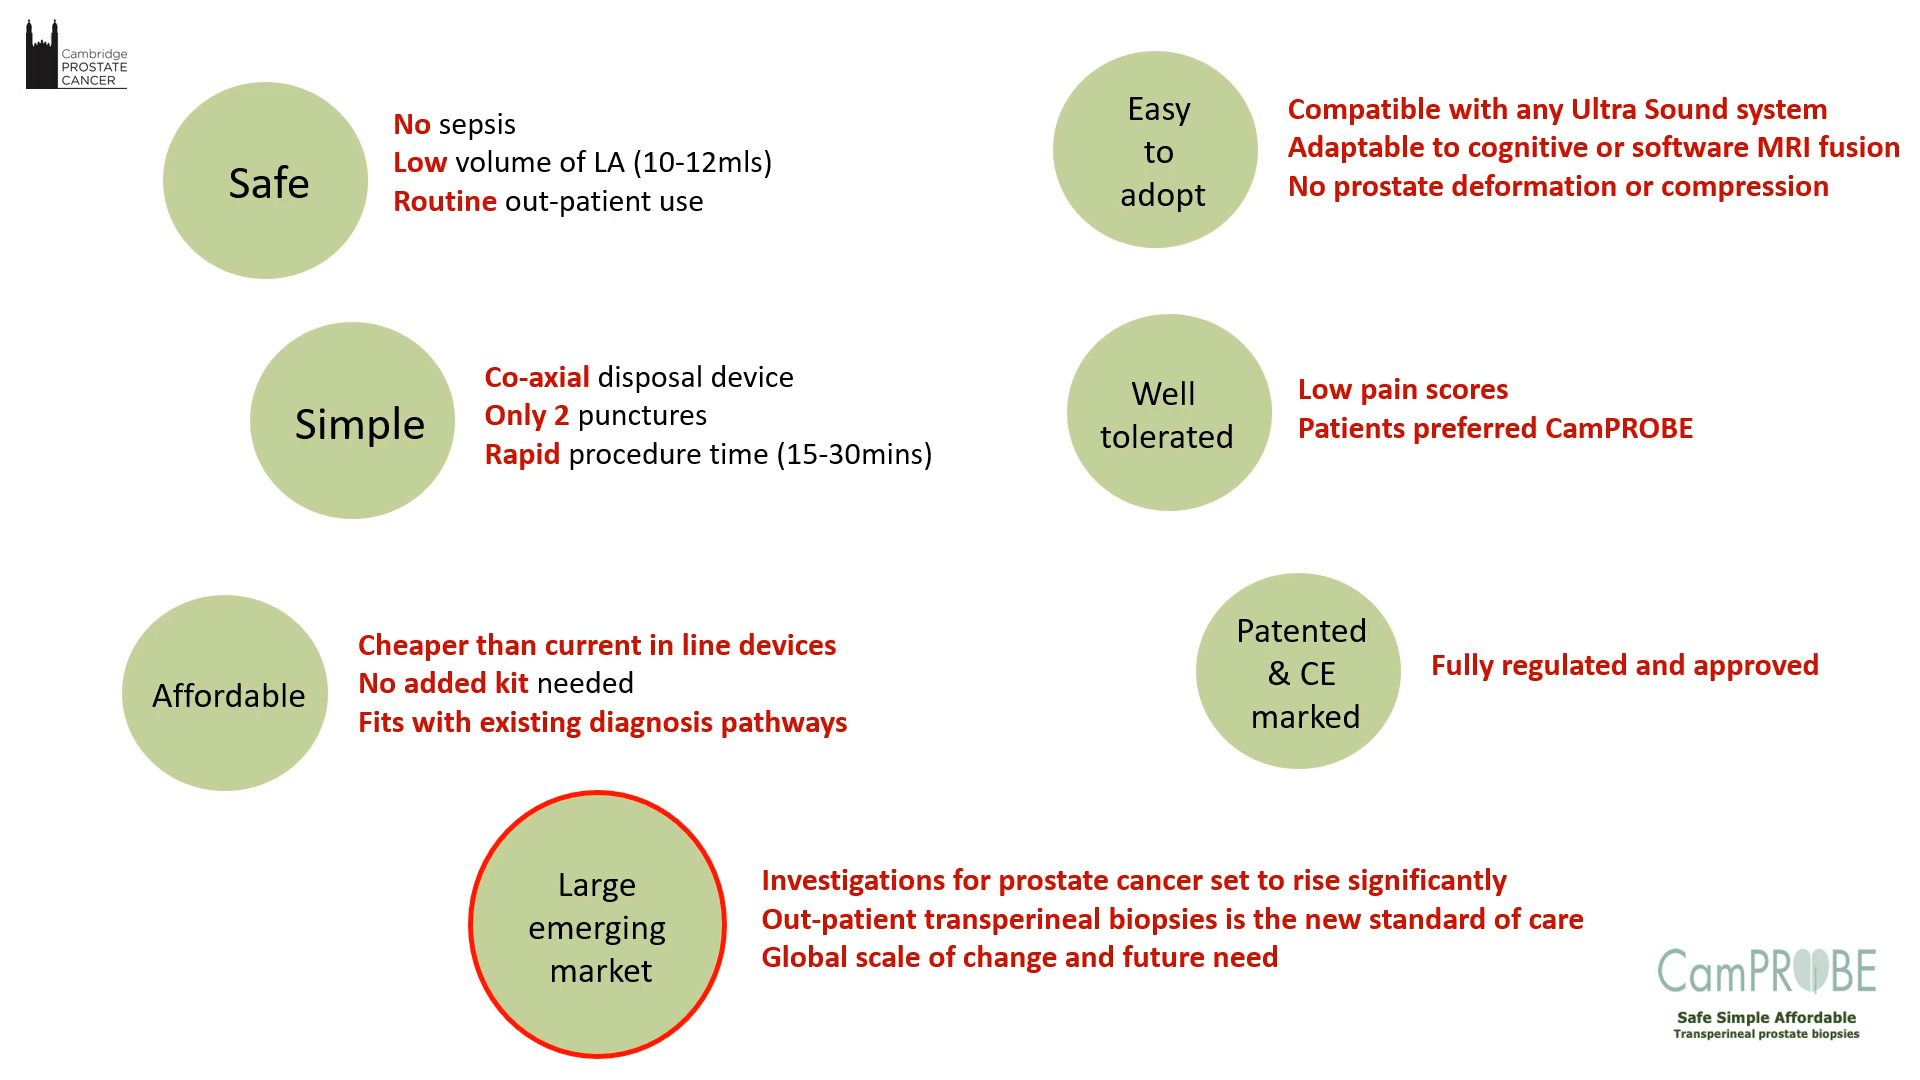 Cambridge
PROSTATE
CANCER
Safe
No sepsis
Low volume of LA (10-12mls)
Routine out-patient use
Easy
to
adopt
Compatible with any Ultra Sound system
Adaptable to cognitive or software MRI fusion
No prostate deformation or compression
Simple
Co-axial disposal device
Only 2 punctures
Rapid procedure time (15-30mins)
Well
tolerated
Low pain scores
Patients preferred CamPROBE
Affordable
Cheaper than current in line devices
No added kit needed
Fits with existing diagnosis pathways
Patented
& CE
marked
Fully regulated and approved
Large
emerging
market
Investigations for prostate cancer set to rise significantly
Out-patient transperineal biopsies is the new standard of care
Global scale of change and future need
CamPROBE
Safe Simple Affordable
Transperineal prostate biopsies